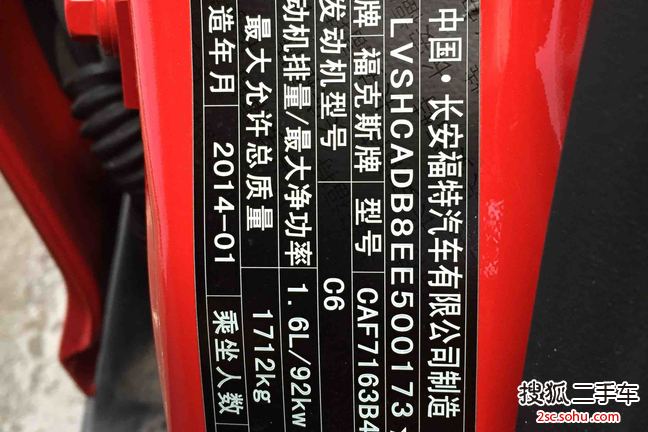 中国·长安福特汽车有限公司制造
LVSHCADB8EE500173
牌 福克斯牌 型号 CAF7163B4
发动机型号 C6
动机排量/最大净功率 1.6L/92kw
最大允许总质量 1712kg
造年月 2014-01 乘坐人数
搜狐二手车
2sc.sohu.com